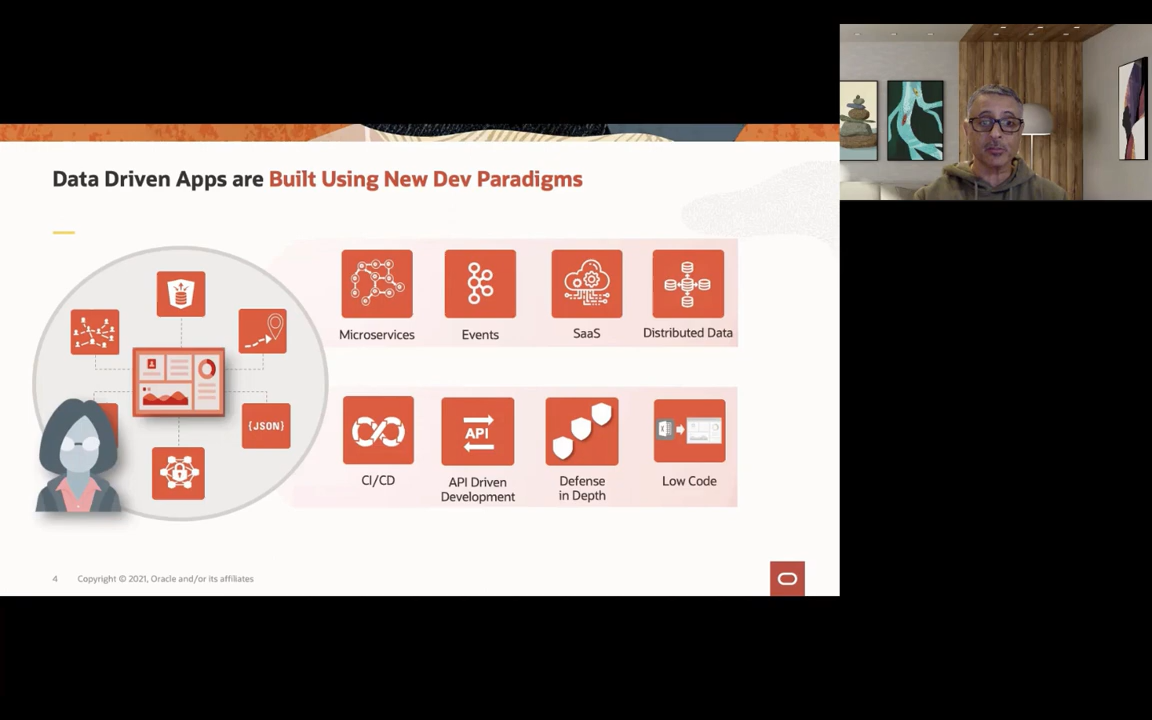 Data Driven Apps are Built Using New Dev Paradigms
Microservices
Events
SaaS
Distributed Data
{JSON}
API
CI/CD
API Driven
Development
Defense
in Depth
Low Code
4 Copyright © 2021, Oracle and/or its affiliates